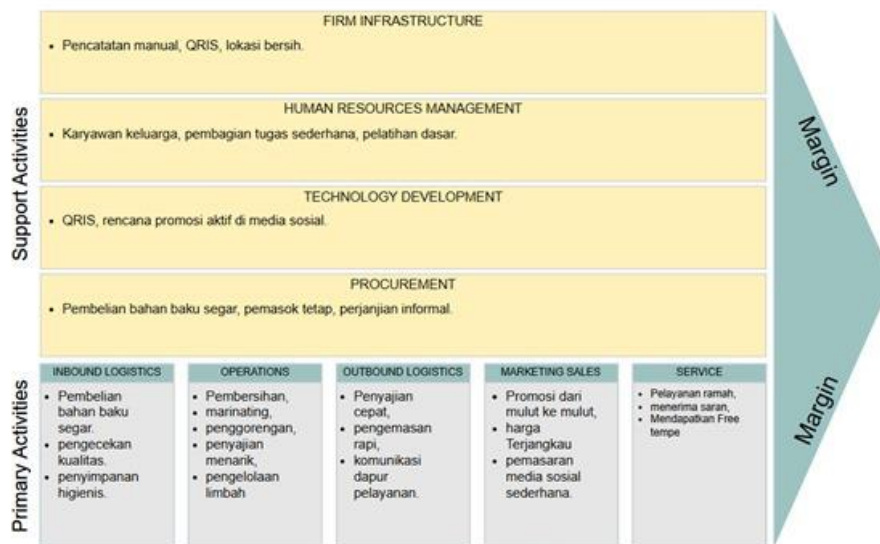 Support Activities
FIRM INFRASTRUCTURE
• Pencatatan manual, QRIS, lokasi bersih.
HUMAN RESOURCES MANAGEMENT
• Karyawan keluarga, pembagian tugas sederhana, pelatihan dasar.
TECHNOLOGY DEVELOPMENT
• QRIS, rencana promosi aktif di media sosial.
PROCUREMENT
• Pembelian bahan baku segar, pemasok tetap, perjanjian informal.
Primary Activities
INBOUND LOGISTICS
• Pembelian
bahan baku
segar.
• pengecekan
kualitas.
• penyimpanan
higienis.
OPERATIONS
• Pembersihan,
• marinating,
• penggorengan,
• penyajian
menarik,
• pengelolaan
limbah
OUTBOUND LOGISTICS
• Penyajian
cepat,
• pengemasan
rapi,
• komunikasi
dapur
pelayanan.
MARKETING SALES
• Promosi dari
mulut ke mulut,
• harga
Terjangkau
• pemasaran
media sosial
sederhana.
SERVICE
• Pelayanan ramah,
• menerima saran,
• Mendapatkan Free
tempe
Margin
Margin